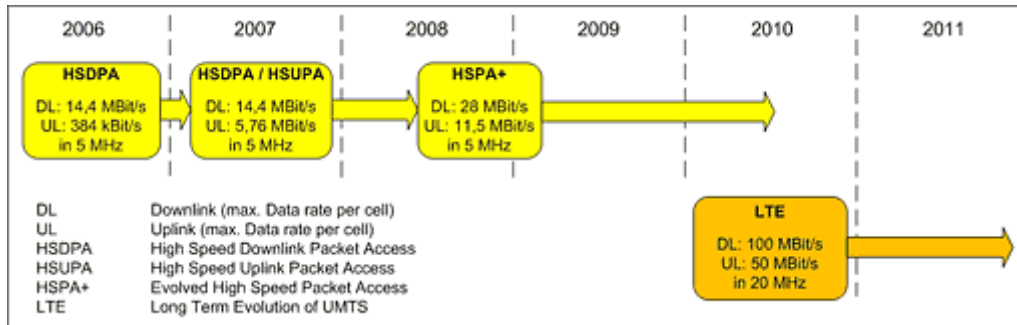 2006 2007 2008 2009 2010 2011
HSDPA
DL: 14,4 MBit/s
UL: 384 kBit/s
in 5 MHz
HSDPA / HSUPA
DL: 14,4 MBit/s
UL: 5,76 MBit/s
in 5 MHz
HSPA+
DL: 28 MBit/s
UL: 11,5 MBit/s
in 5 MHz
LTE
DL: 100 MBit/s
UL: 50 MBit/s
in 20 MHz
DL Downlink (max. Data rate per cell)
UL Uplink (max. Data rate per cell)
HSDPA High Speed Downlink Packet Access
HSUPA High Speed Uplink Packet Access
HSPA+ Evolved High Speed Packet Access
LTE Long Term Evolution of UMTS